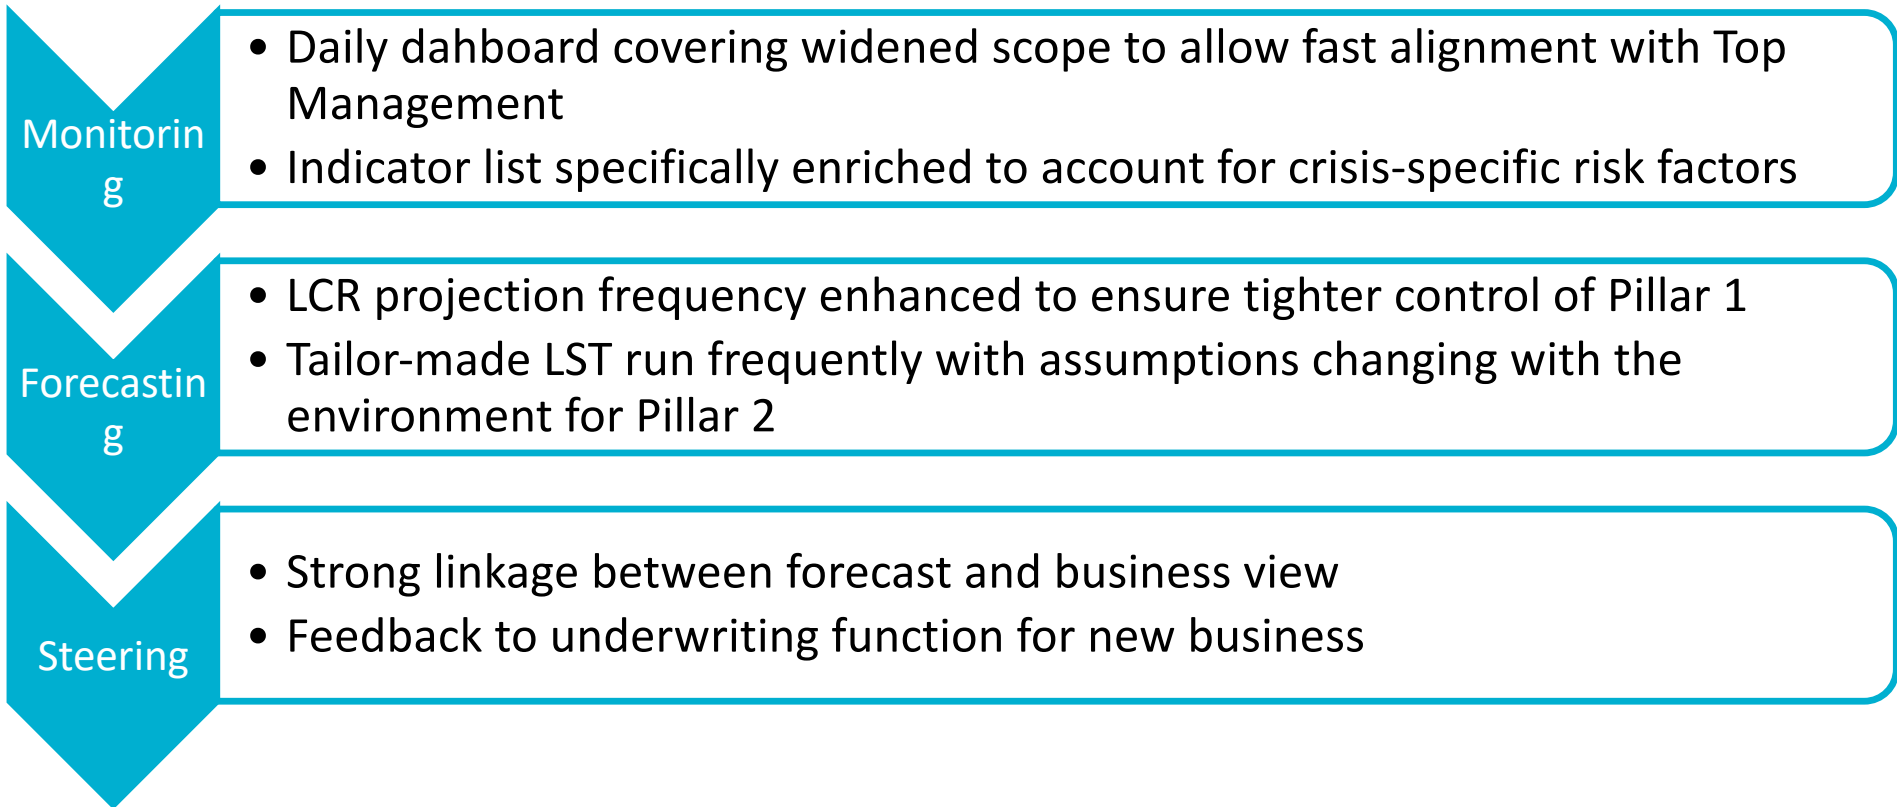 Monitorin
g
• Daily dahboard covering widened scope to allow fast alignment with Top
Management
• Indicator list specifically enriched to account for crisis-specific risk factors
Forecastin
g
• LCR projection frequency enhanced to ensure tighter control of Pillar 1
• Tailor-made LST run frequently with assumptions changing with the
environment for Pillar 2
Steering
• Strong linkage between forecast and business view
• Feedback to underwriting function for new business